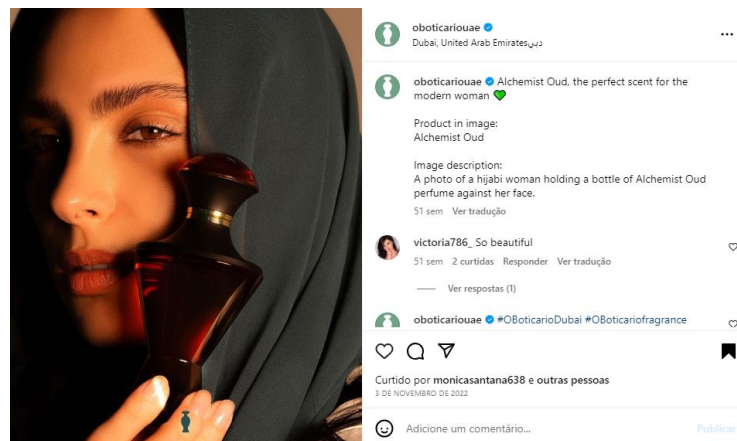 oboticariouae
Dubai, United Arab Emiratesدبي
oboticariouae Alchemist Oud, the perfect scent for the
modern woman 💚
Product in image:
Alchemist Oud
Image description:
A photo of a hijabi woman holding a bottle of Alchemist Oud
perfume against her face.
51 sem Ver tradução
victoria786_ So beautiful
51 sem 2 curtidas Responder Ver tradução
Ver respostas (1)
oboticariouae #OBoticarioDubai #OBoticariofragrance
Curtido por monicasantana638 e outras pessoas
3 DE NOVEMBRO DE 2022
Adicione um comentário...
Publicar